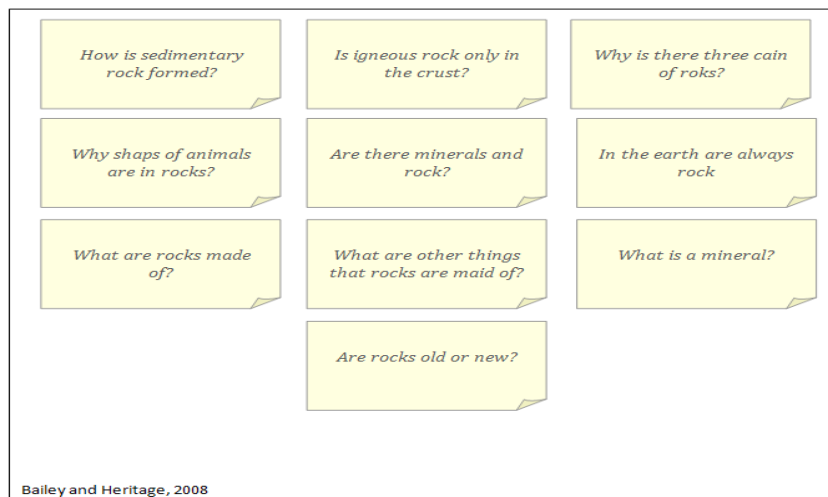 How is sedimentary
rock formed?
Is igneous rock only in
the crust?
Why is there three cain
of roks?
Why shaps of animals
are in rocks?
Are there minerals and
rock?
In the earth are always
rock
What are rocks made
of?
What are other things
that rocks are maid of?
What is a mineral?
Are rocks old or new?
Bailey and Heritage, 2008